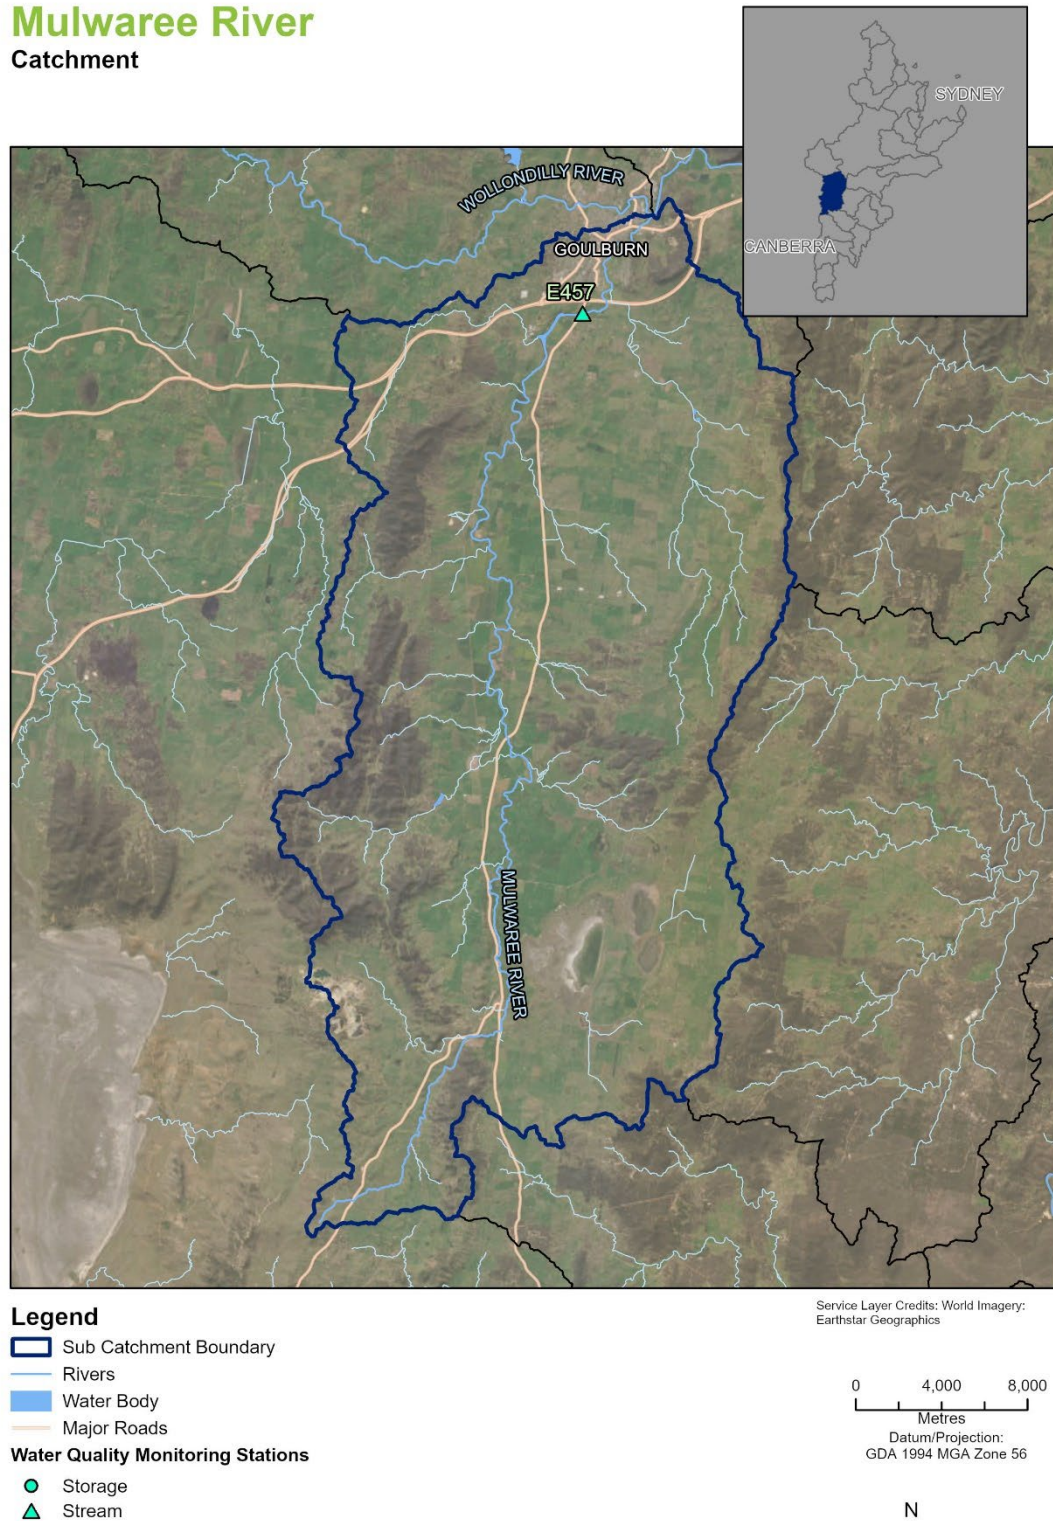 Mulwaree River
Catchment
SYDNEY
CANBERRA
WOLLONDILLY RIVER
GOULBURN
E457
MULWAREE RIVER
Legend
Sub Catchment Boundary
Rivers
Water Body
Major Roads
Water Quality Monitoring Stations
Storage
Stream
Service Layer Credits: World Imagery:
Earthstar Geographics
0 4,000 8,000
Metres
Datum/Projection:
GDA 1994 MGA Zone 56
N